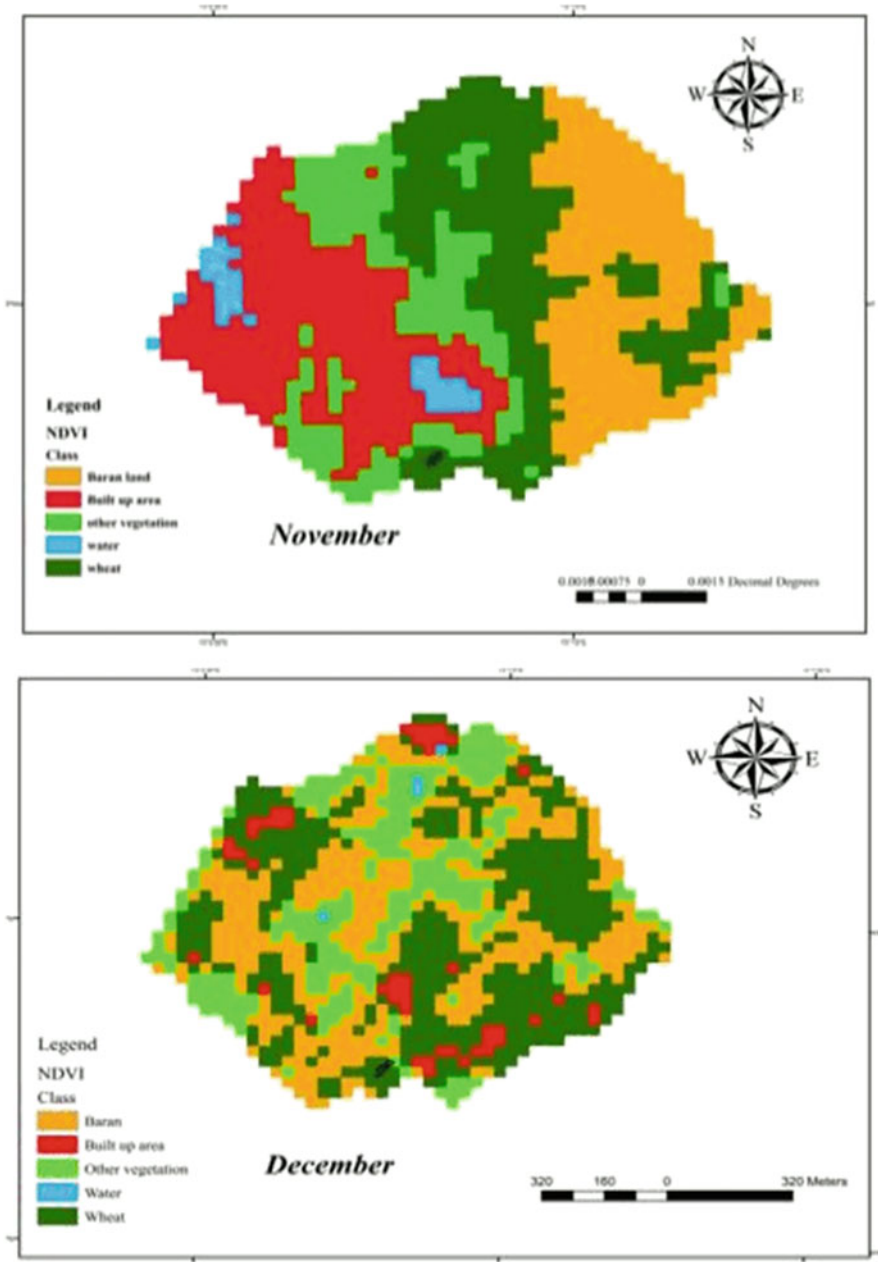 N
W E
S
Legend
NDVI
Class
Baran land
Built up area
other vegetation
water
wheat
November
0 0.0015 Decimal Degrees
N
W E
S
Legend
NDVI
Class
Baran
Built up area
Other vegetation
Water
Wheat
December
320 160 0 320 Meters